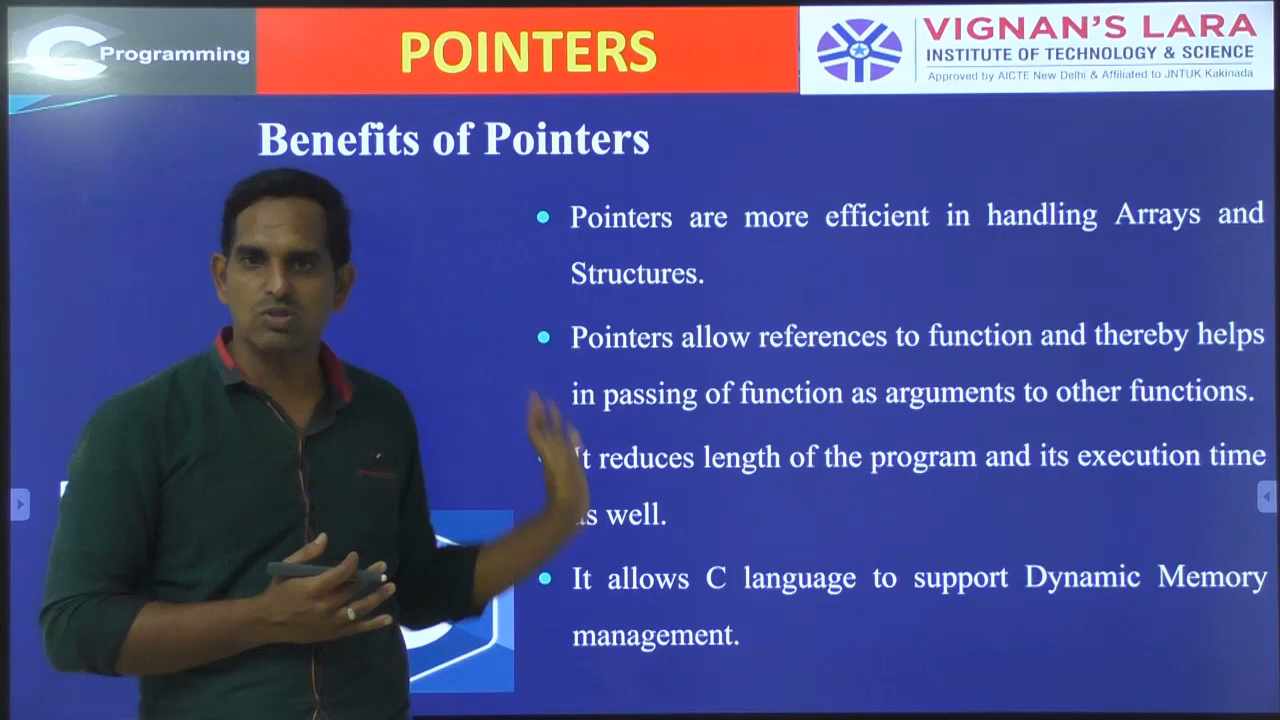 C Programming
POINTERS
VIGNAN'S LARA
INSTITUTE OF TECHNOLOGY & SCIENCE
Approved by AICTE New Delhi & Affiliated to JNTUK Kakinada
Benefits of Pointers
Pointers are more efficient in handling Arrays and
Structures.
Pointers allow references to function and thereby helps
in passing of function as arguments to other functions.
It reduces length of the program and its execution time
as well.
It allows C language to support Dynamic Memory
management.